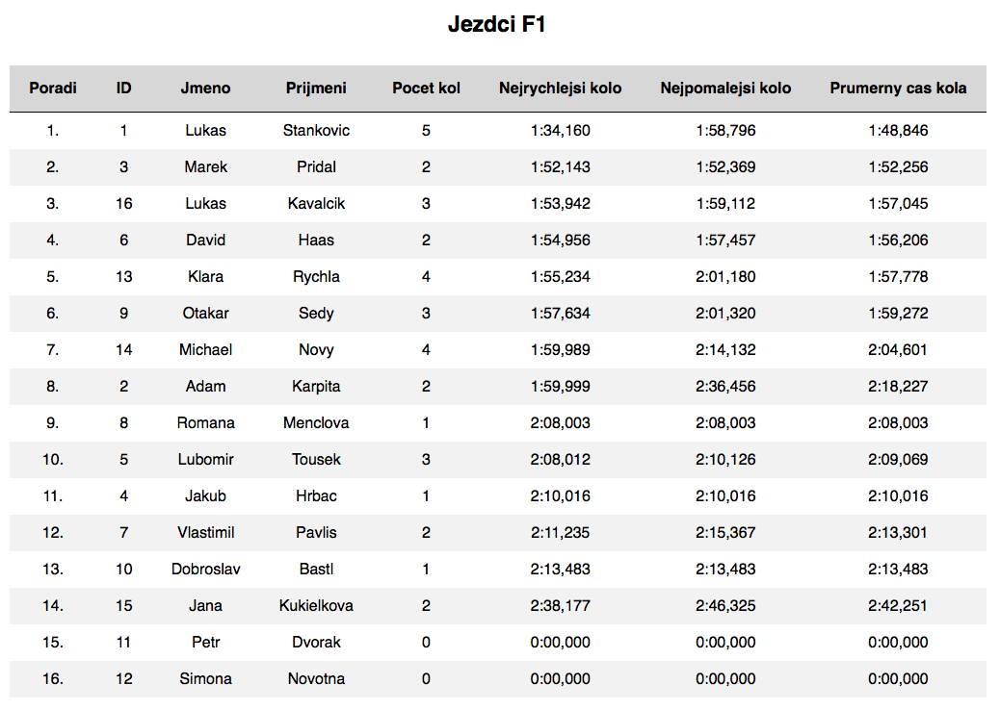 Jezdci F1
Poradi ID Jmeno Prijmeni Pocet kol Nejrychlejsi kolo Nejpomalejsi kolo Prumerny cas kola
1. 1 Lukas Stankovic 5 1:34,160 1:58,796 1:48,846
2. 3 Marek Pridal 2 1:52,143 1:52,369 1:52,256
3. 16 Lukas Kavalcik 3 1:53,942 1:59,112 1:57,045
4. 6 David Haas 2 1:54,956 1:57,457 1:56,206
5. 13 Klara Rychla 4 1:55,234 2:01,180 1:57,778
6. 9 Otakar Sedy 3 1:57,634 2:01,320 1:59,272
7. 14 Michael Novy 4 1:59,989 2:14,132 2:04,601
8. 2 Adam Karpita 2 1:59,999 2:36,456 2:18,227
9. 8 Romana Menclova 1 2:08,003 2:08,003 2:08,003
10. 5 Lubomir Tousek 3 2:08,012 2:10,126 2:09,069
11. 4 Jakub Hrbac 1 2:10,016 2:10,016 2:10,016
12. 7 Vlastimil Pavlis 2 2:11,235 2:15,367 2:13,301
13. 10 Dobroslav Bastl 1 2:13,483 2:13,483 2:13,483
14. 15 Jana Kukielkova 2 2:38,177 2:46,325 2:42,251
15. 11 Petr Dvorak 0 0:00,000 0:00,000 0:00,000
16. 12 Simona Novotna 0 0:00,000 0:00,000 0:00,000